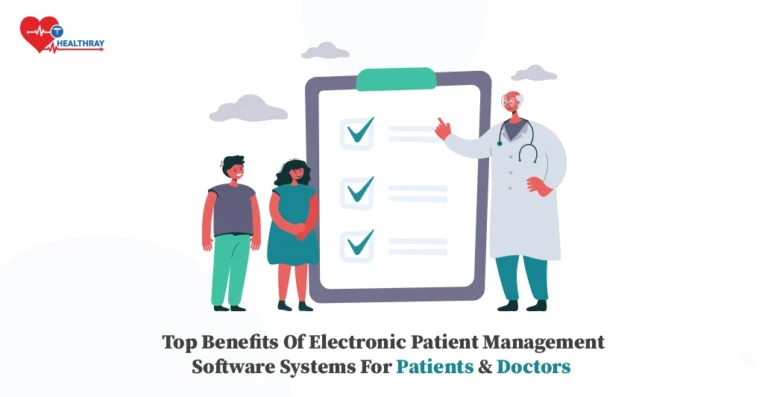 HEALTHRAY
Top Benefits Of Electronic Patient Management
Software Systems For Patients & Doctors